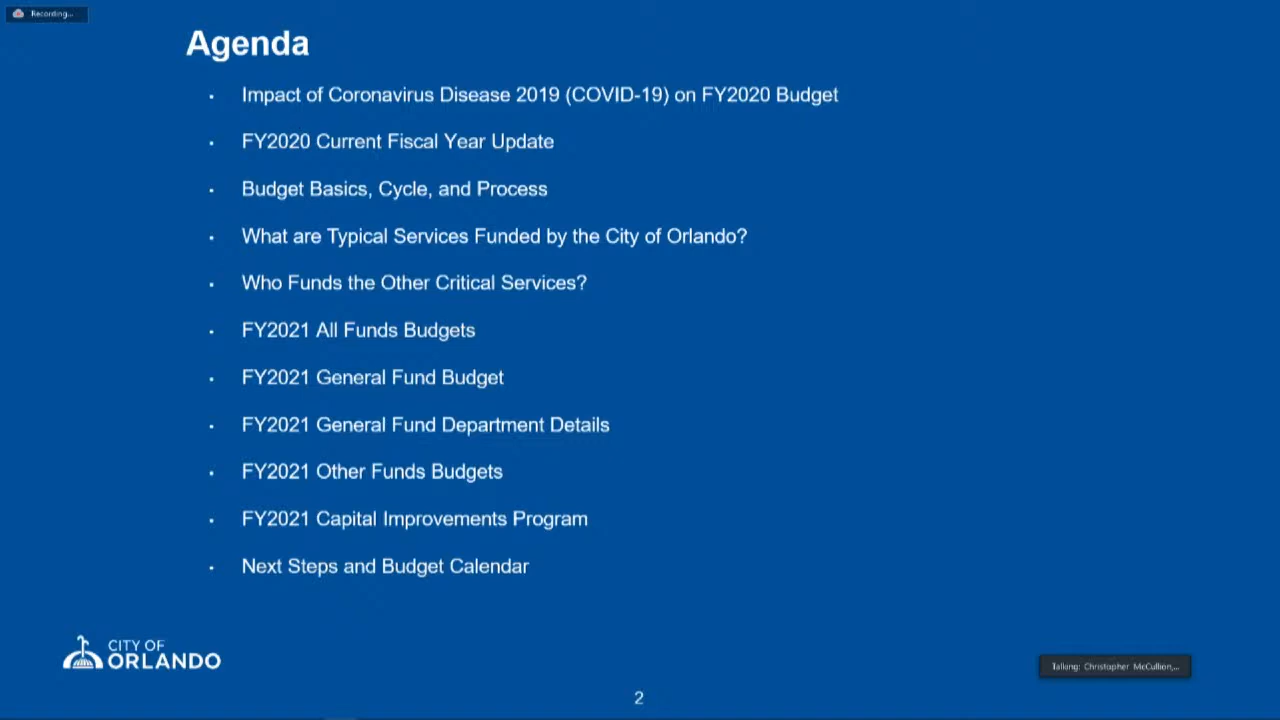 Recording...
Agenda
Impact of Coronavirus Disease 2019 (COVID-19) on FY2020 Budget
FY2020 Current Fiscal Year Update
Budget Basics, Cycle, and Process
What are Typical Services Funded by the City of Orlando?
Who Funds the Other Critical Services?
FY2021 All Funds Budgets
FY2021 General Fund Budget
FY2021 General Fund Department Details
FY2021 Other Funds Budgets
FY2021 Capital Improvements Program
Next Steps and Budget Calendar
CITY OF
ORLANDO
Talking: Christopher McCullion,...
2